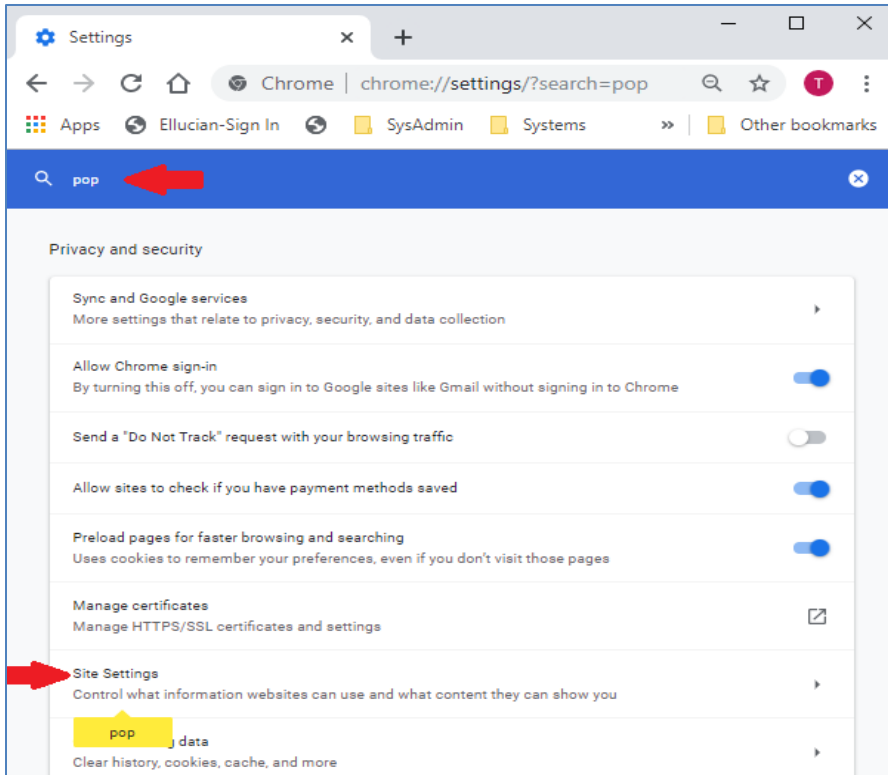 Settings
Chrome | chrome://settings/?search=pop
T
Apps Ellucian-Sign In SysAdmin Systems » Other bookmarks
pop
Privacy and security
Sync and Google services
More settings that relate to privacy, security, and data collection
Allow Chrome sign-in
By turning this off, you can sign in to Google sites like Gmail without signing in to Chrome
Send a "Do Not Track" request with your browsing traffic
Allow sites to check if you have payment methods saved
Preload pages for faster browsing and searching
Uses cookies to remember your preferences, even if you don't visit those pages
Manage certificates
Manage HTTPS/SSL certificates and settings
Site Settings
Control what information websites can use and what content they can show you
pop
data
Clear history, cookies, cache, and more